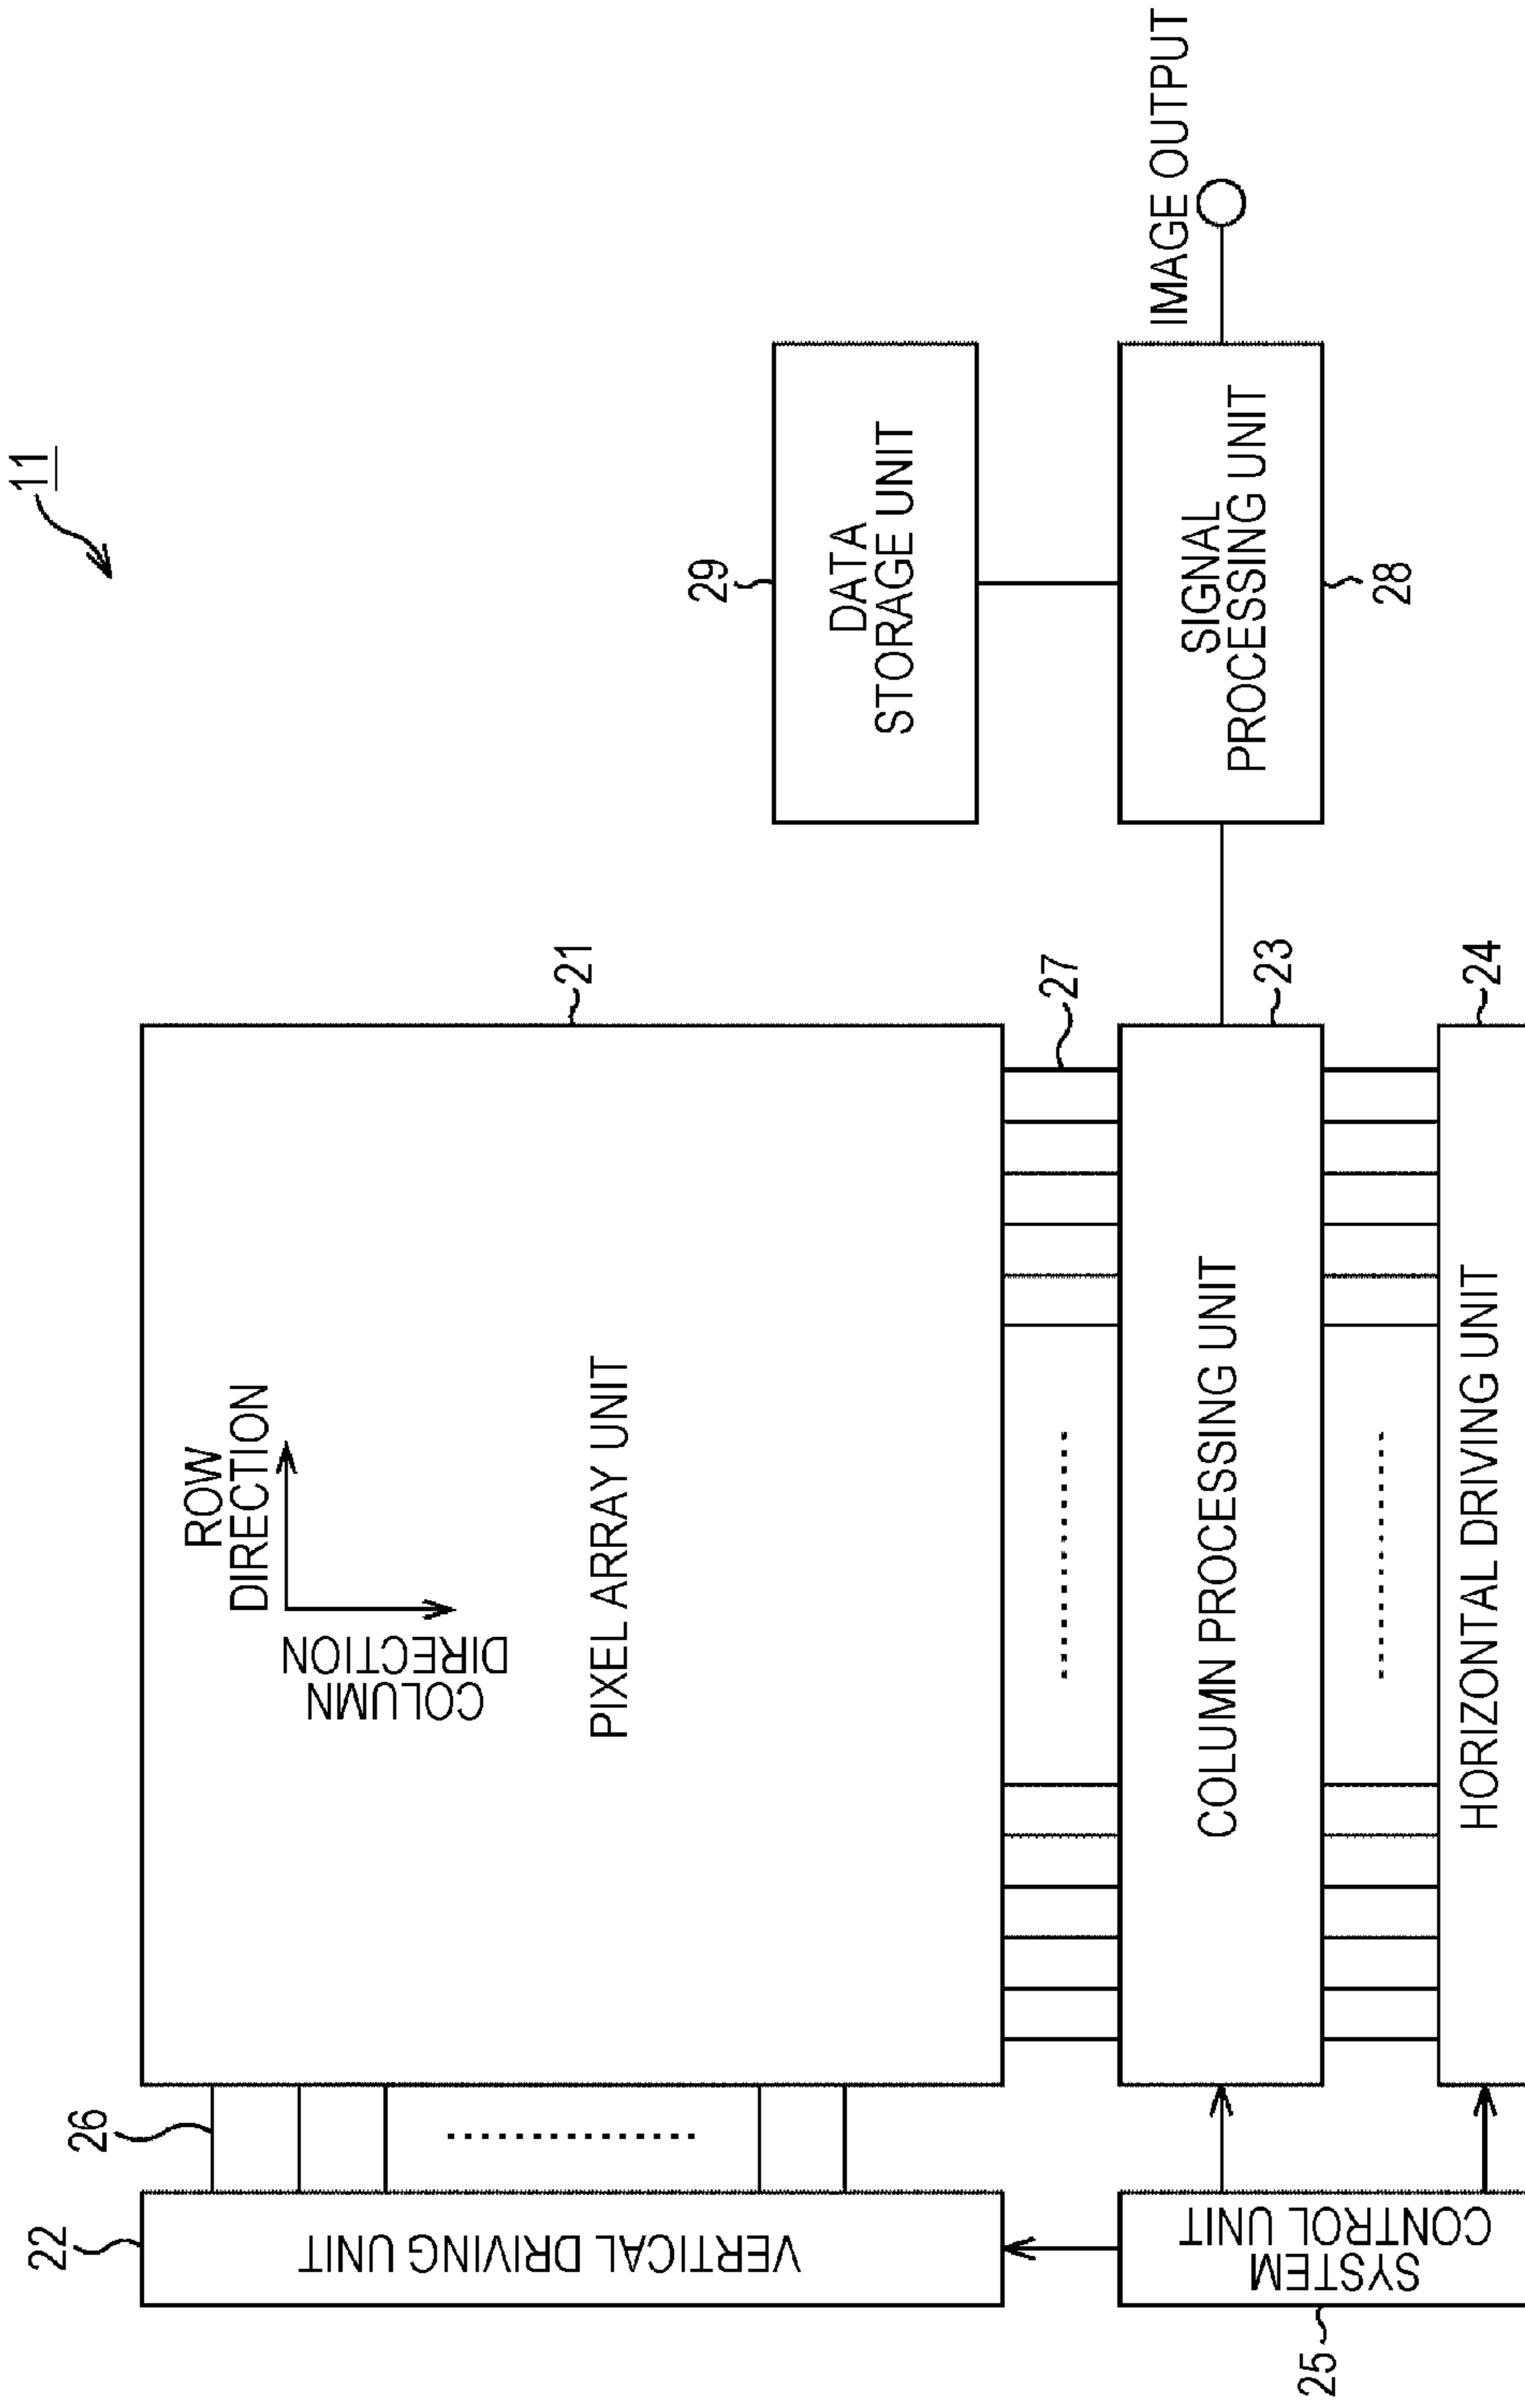 11
22
26
ROW
DIRECTION
COLUMN
DIRECTION
21
PIXEL ARRAY UNIT
VERTICAL DRIVING UNIT
29
DATA
STORAGE UNIT
27
IMAGE OUTPUT
COLUMN PROCESSING UNIT
23
SIGNAL
PROCESSING UNIT
28
25
SYSTEM
CONTROL UNIT
HORIZONTAL DRIVING UNIT
24